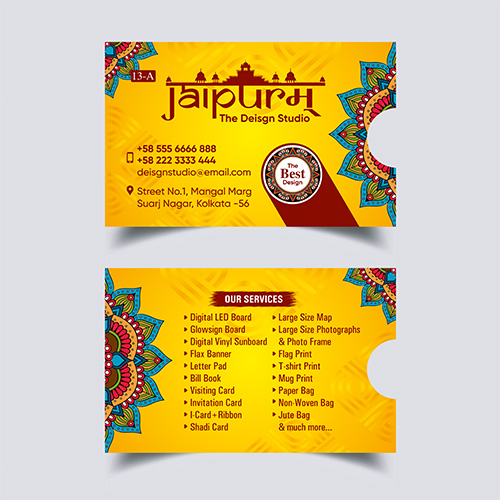 13-A
jaipurम्
The Deisgn Studio
+58 555 6666 888
+58 222 3333 444
deisgnstudio@email.com
Street No.1, Mangal Marg
Suarj Nagar, Kolkata -56
The
Best
Design
OUR SERVICES
Digital LED Board
Glowsign Board
Digital Vinyl Sunboard
Flax Banner
Letter Pad
Bill Book
Visiting Card
Invitation Card
I-Card+Ribbon
Shadi Card
Large Size Map
Large Size Photographs
& Photo Frame
Flag Print
T-shirt Print
Mug Print
Paper Bag
Non-Woven Bag
Jute Bag
& much more...